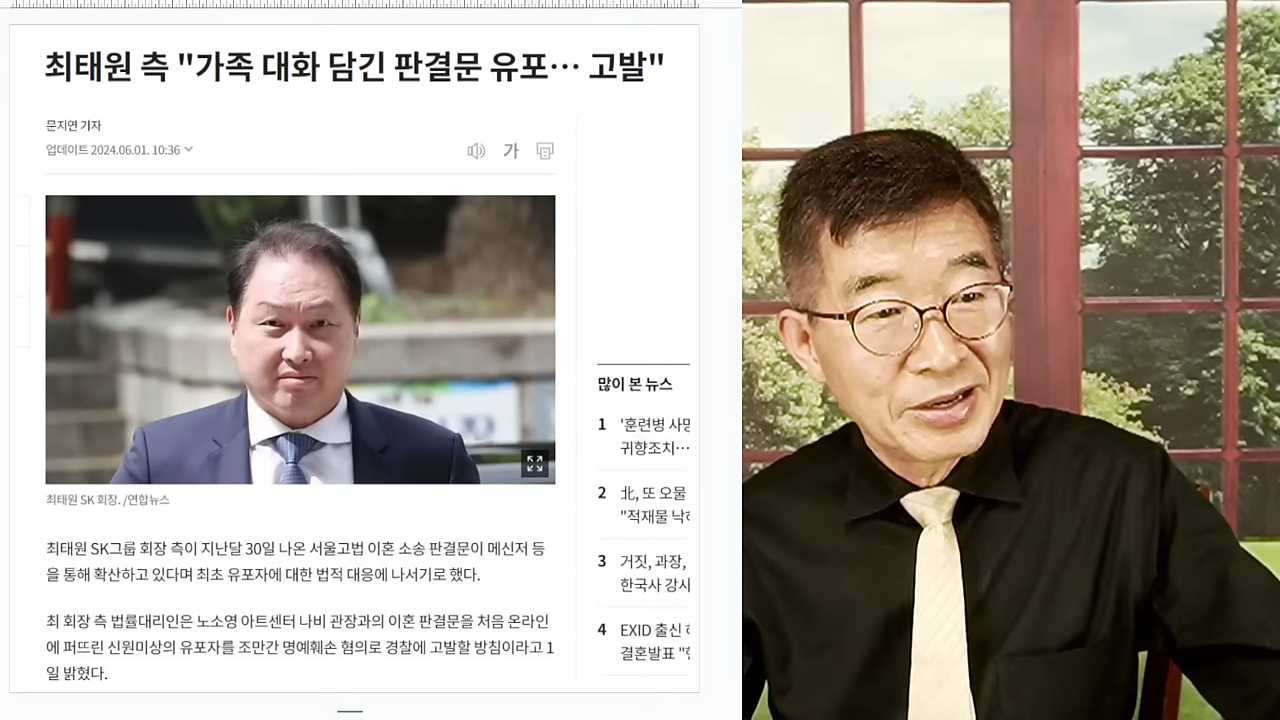 최태원 측 "가족 대화 담긴 판결문 유포… 고발"
문지연 기자
업데이트 2024.06.01. 10:36
가
최태원 SK 회장. /연합뉴스
최태원 SK그룹 회장 측이 지난달 30일 나온 서울고법 이혼 소송 판결문이 메신저 등
을 통해 확산하고 있다며 최초 유포자에 대한 법적 대응에 나서기로 했다.
최 회장 측 법률대리인은 노소영 아트센터 나비 관장과의 이혼 판결문을 처음 온라인
에 퍼뜨린 신원미상의 유포자를 조만간 명예훼손 혐의로 경찰에 고발할 방침이라고 1
일 밝혔다.
많이 본 뉴스
1 '훈련병 사망
귀향조치…
2 北, 또 오물
"적재물 낙하
3 거짓, 과장,
한국사 강시
4 EXID 출신
결혼발표